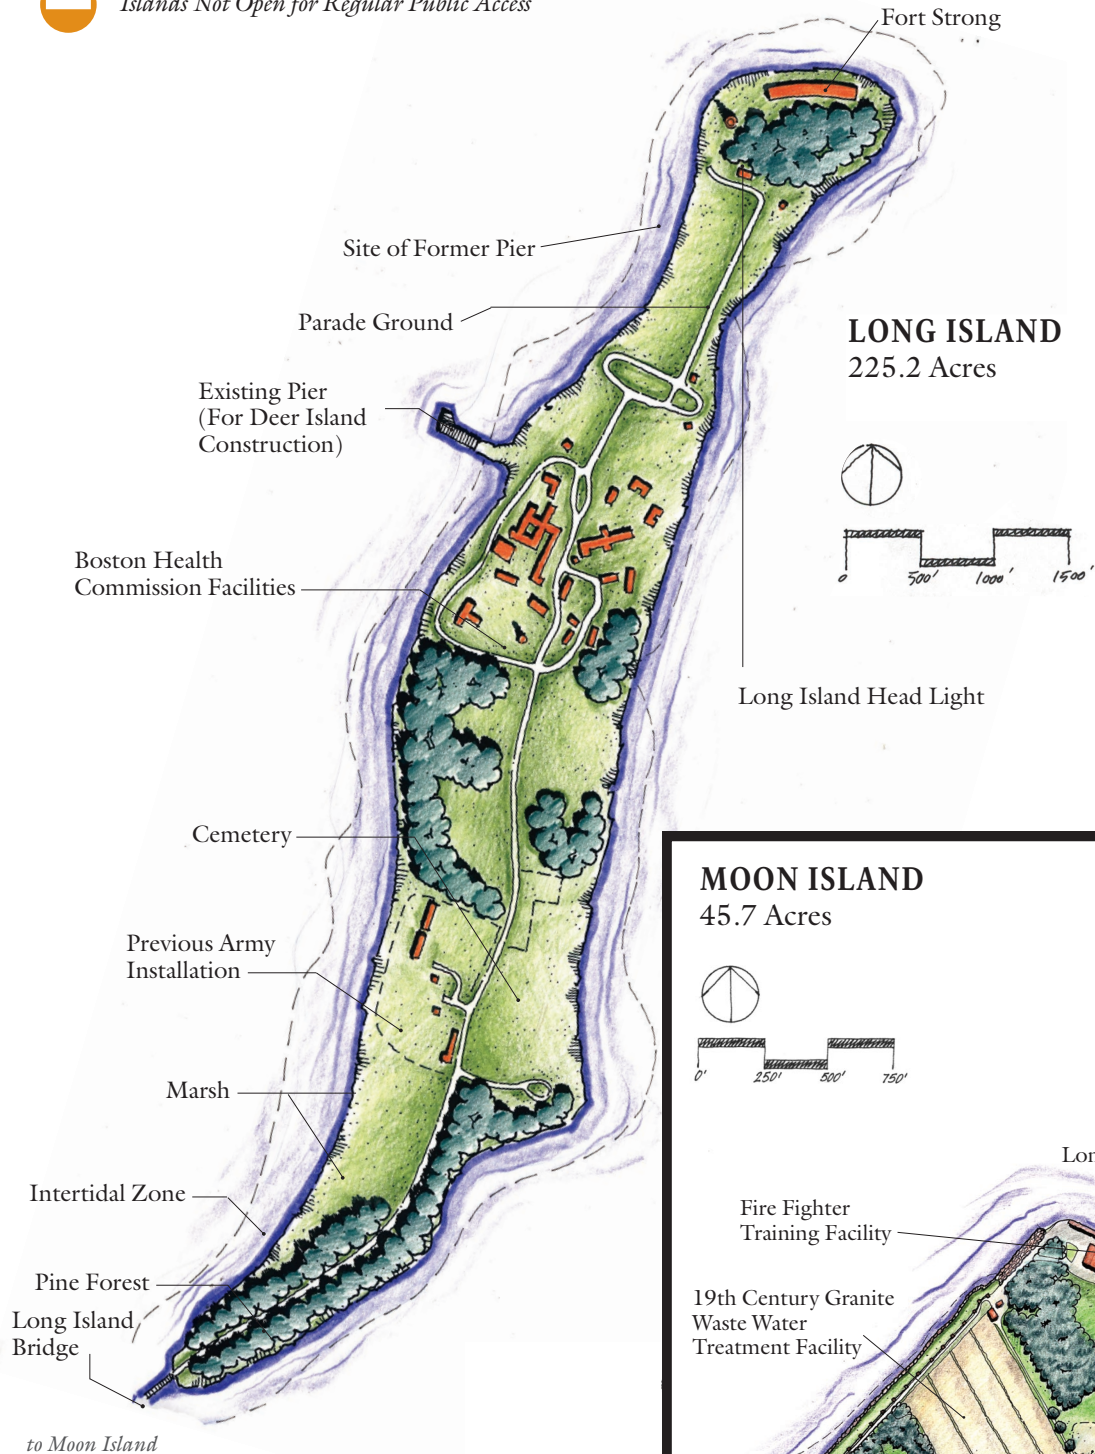 Islands Not Open for Regular Public Access
Fort Strong
Site of Former Pier
Parade Ground
LONG ISLAND
225.2 Acres
Existing Pier
(For Deer Island
Construction)
0 500' 1000' 1500'
Boston Health
Commission Facilities
Long Island Head Light
Cemetery
MOON ISLAND
45.7 Acres
Previous Army
Installation
0' 250' 500' 750'
Marsh
Intertidal Zone
Fire Fighter
Training Facility
Pine Forest
19th Century Granite
Waste Water
Treatment Facility
Long Island
Bridge
to Moon Island